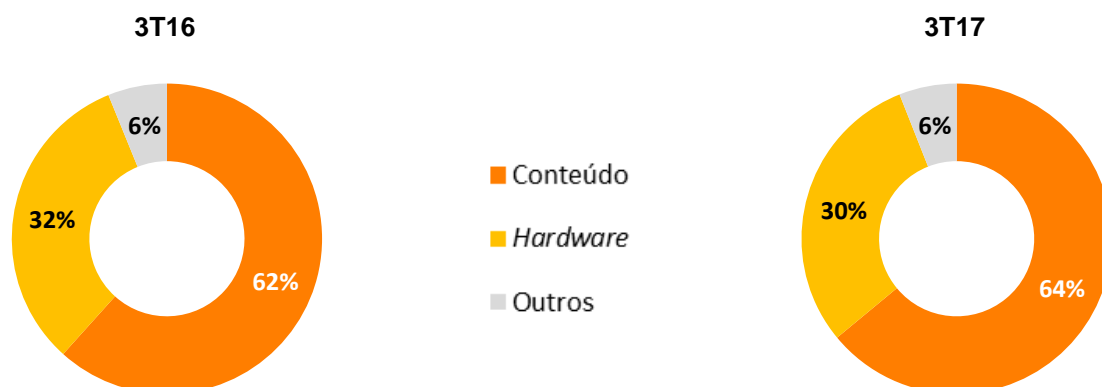 3T16
3T17
6%
32%
62%
Conteúdo
Hardware
Outros
6%
30%
64%